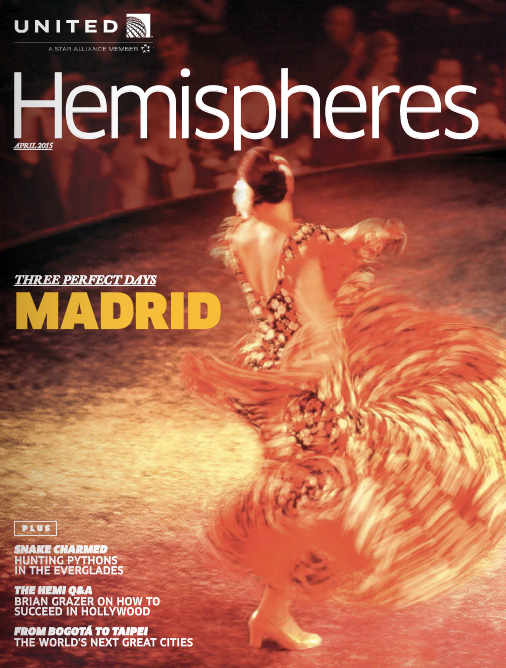 UNITED
A STAR ALLIANCE MEMBER
Hemispheres
APRIL 2015
THREE PERFECT DAYS
MADRID
PLUS
SNAKE CHARMED
HUNTING PYTHONS
IN THE EVERGLADES
THE HEMI Q&A
BRIAN GRAZER ON HOW TO
SUCCEED IN HOLLYWOOD
FROM BOGOTÁ TO TAIPEI
THE WORLD'S NEXT GREAT CITIES